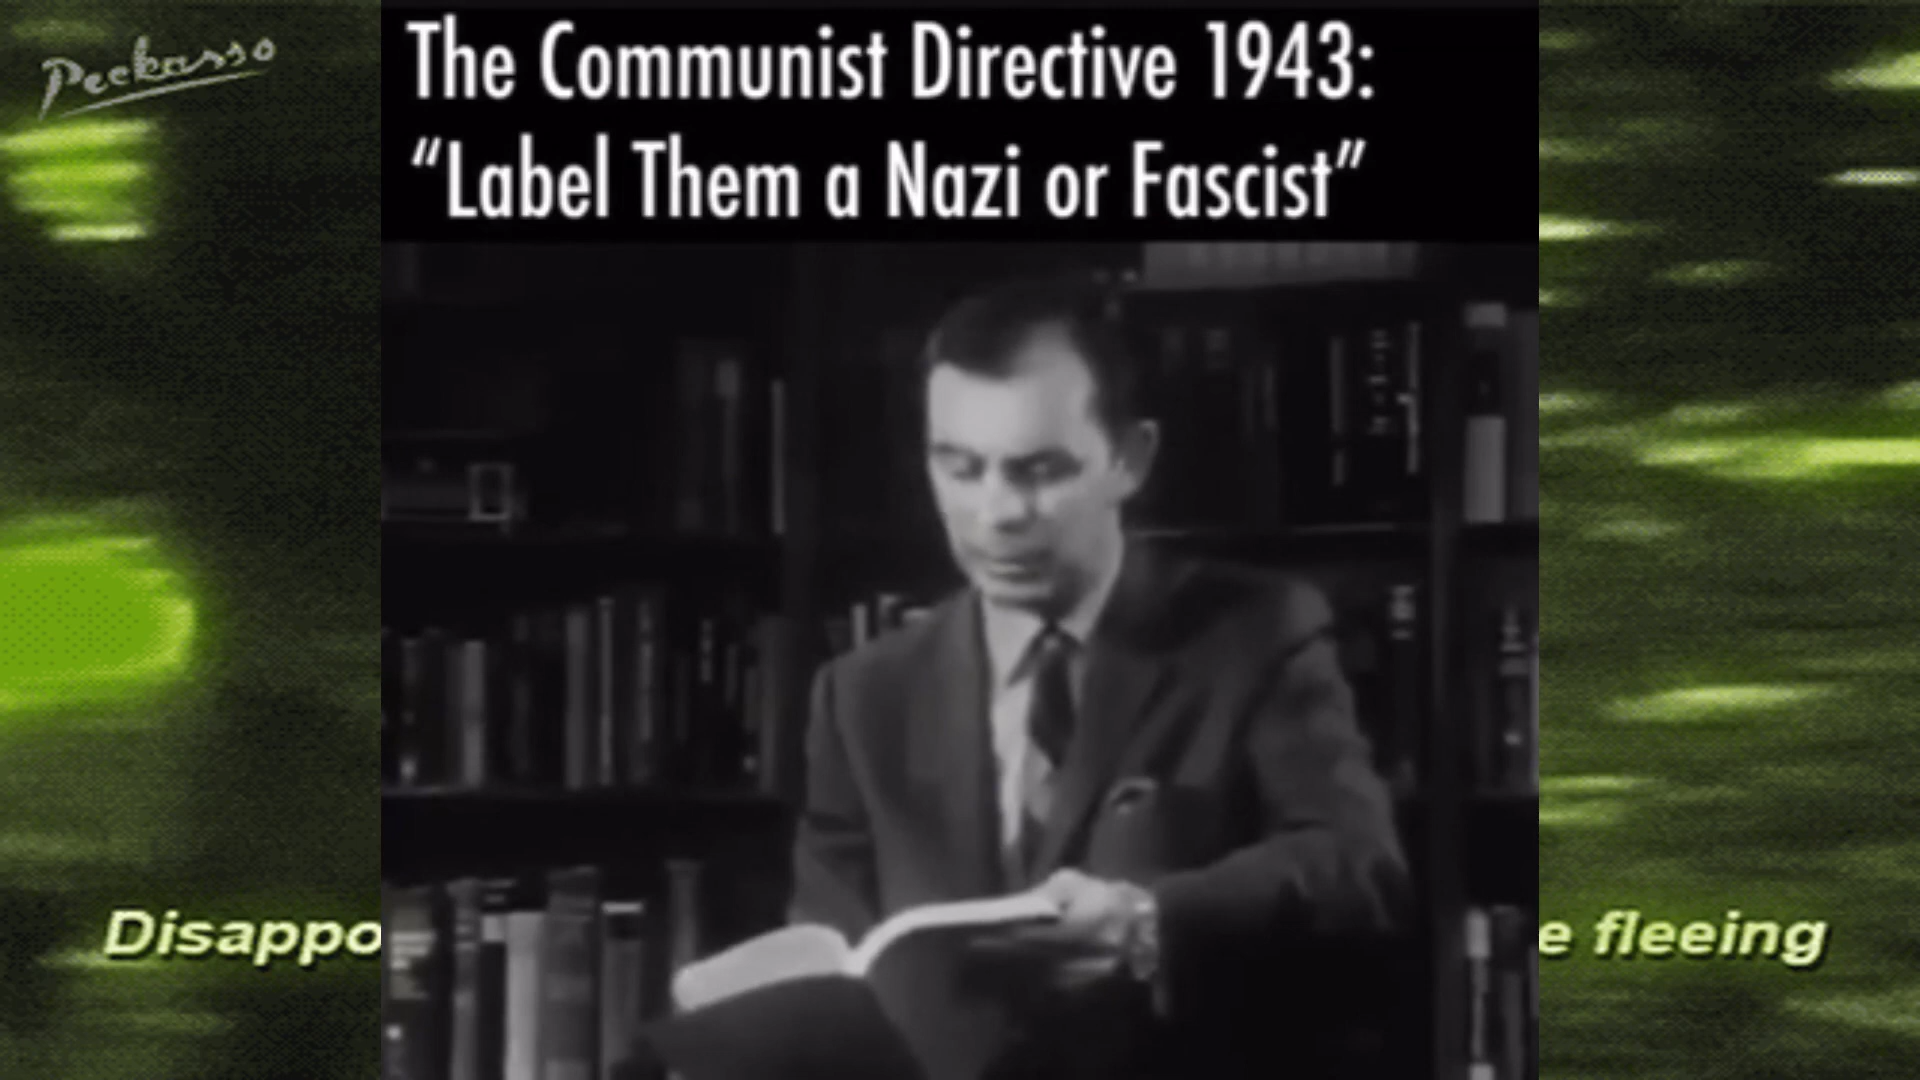 Peekasso
The Communist Directive 1943:
“Label Them a Nazi or Fascist”
Disappo
e fleeing